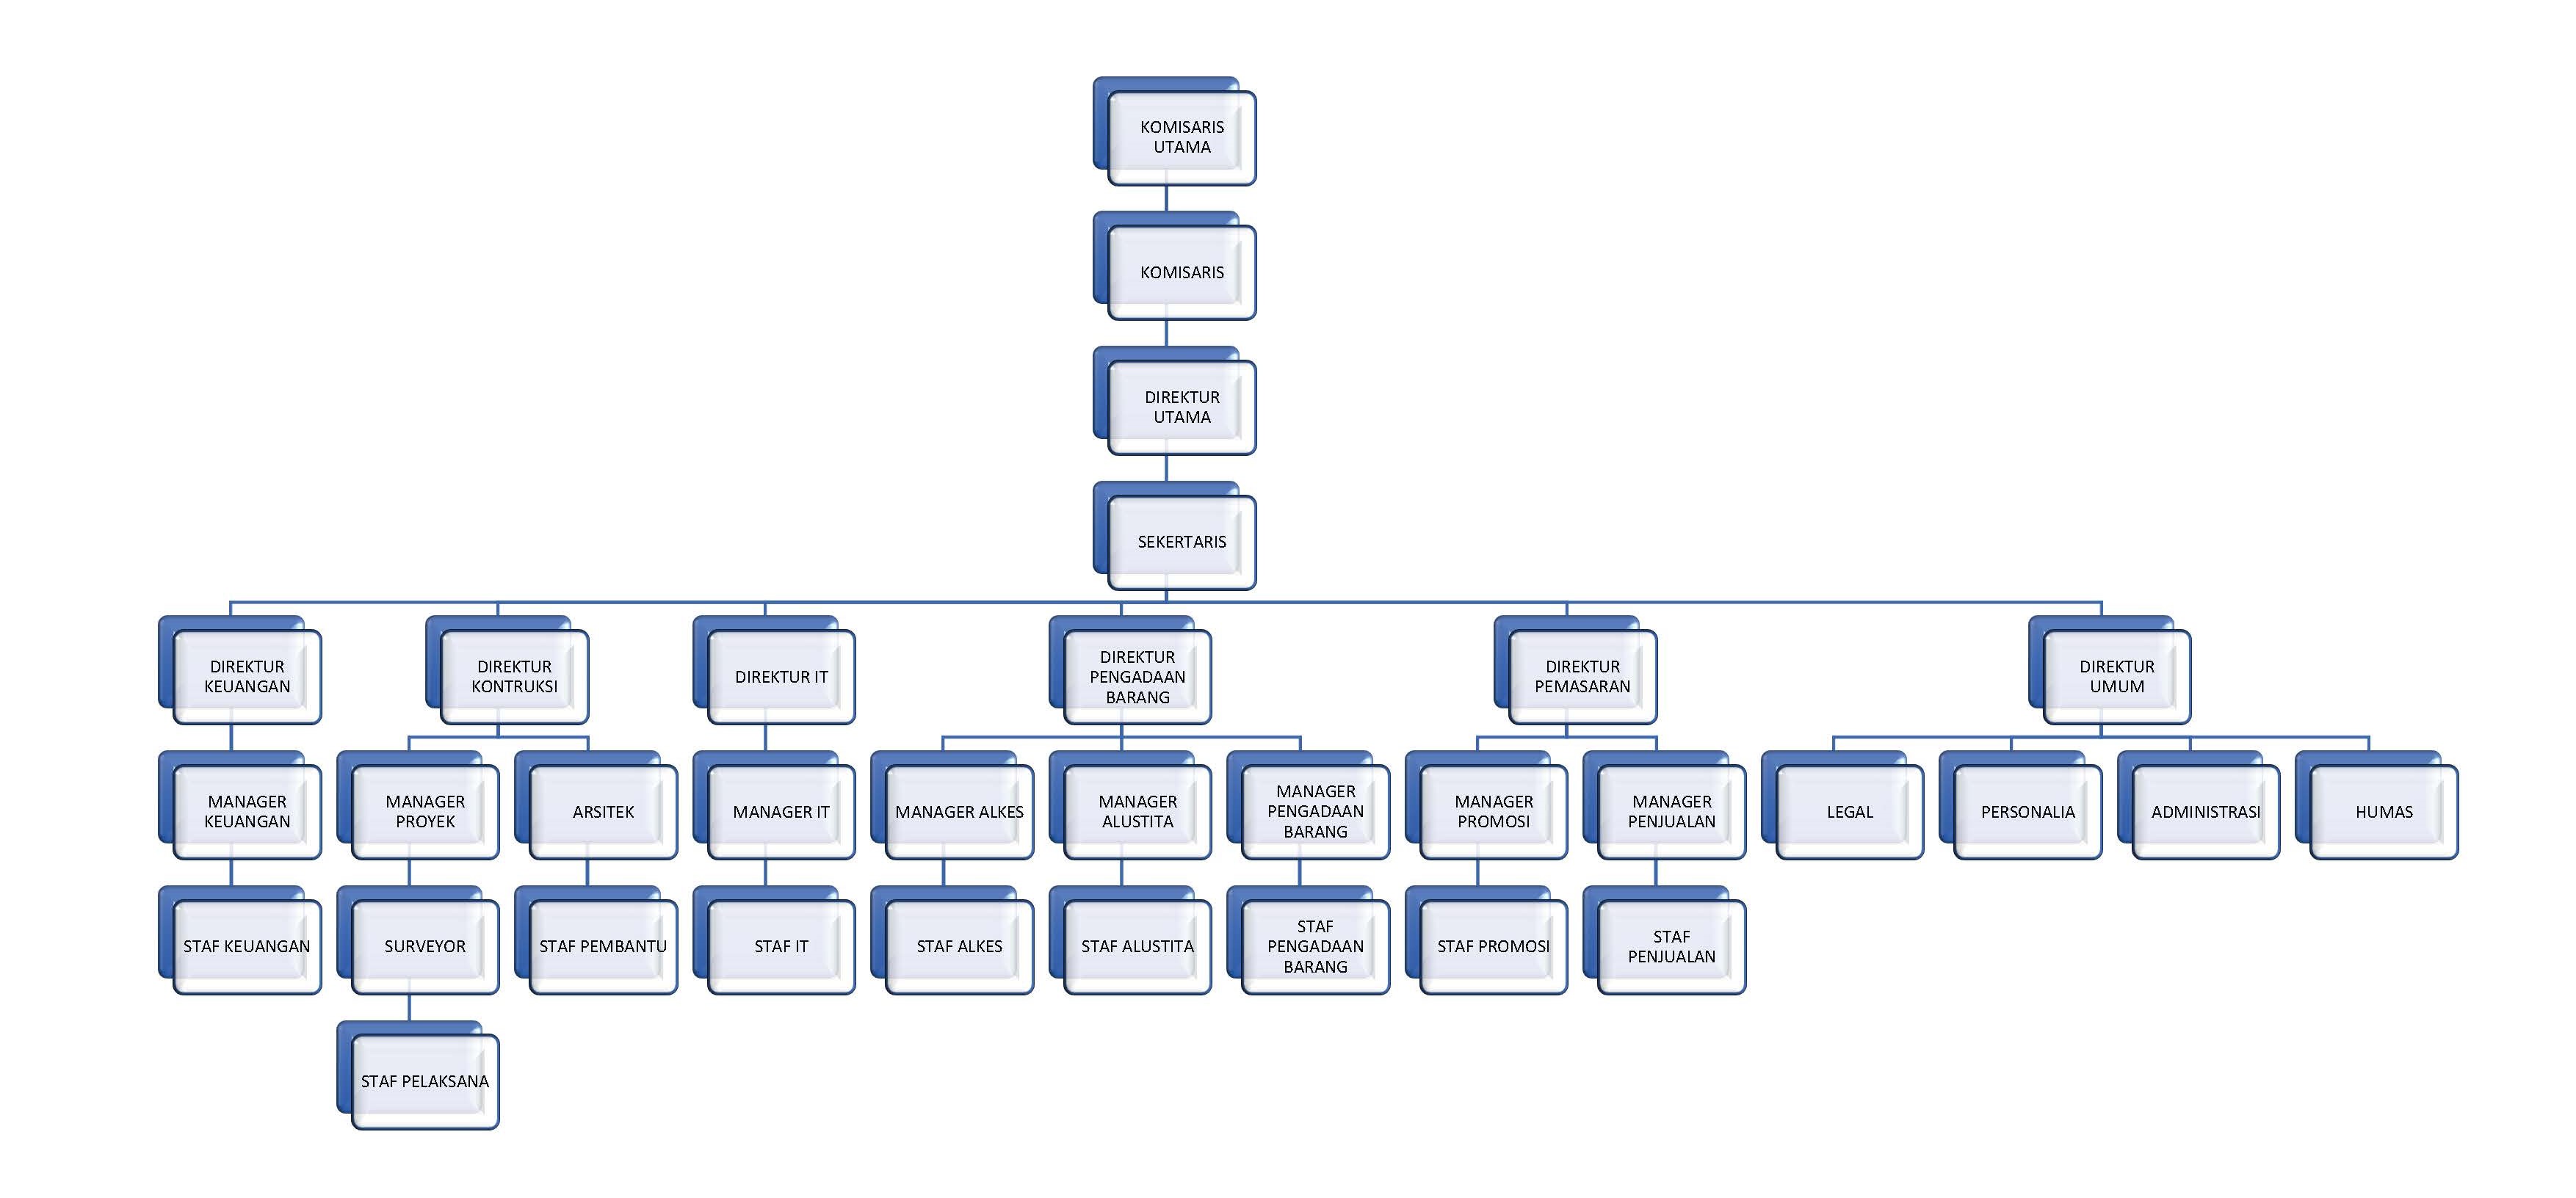 KOMISARIS
UTAMA
KOMISARIS
DIREKTUR
UTAMA
SEKERTARIS
DIREKTUR
KEUANGAN
DIREKTUR
KONTRUKSI
DIREKTUR IT
DIREKTUR
PENGADAAN
BARANG
DIREKTUR
PEMASARAN
DIREKTUR
UMUM
MANAGER
KEUANGAN
MANAGER
PROYEK
ARSITEK
MANAGER IT
MANAGER ALKES
MANAGER
ALUSTITA
MANAGER
PENGADAAN
BARANG
MANAGER
PROMOSI
MANAGER
PENJUALAN
LEGAL
PERSONALIA
ADMINISTRASI
HUMAS
STAF KEUANGAN
SURVEYOR
STAF PEMBANTU
STAF IT
STAF ALKES
STAF ALUSTITA
STAF
PENGADAAN
BARANG
STAF PROMOSI
STAF
PENJUALAN
STAF PELAKSANA